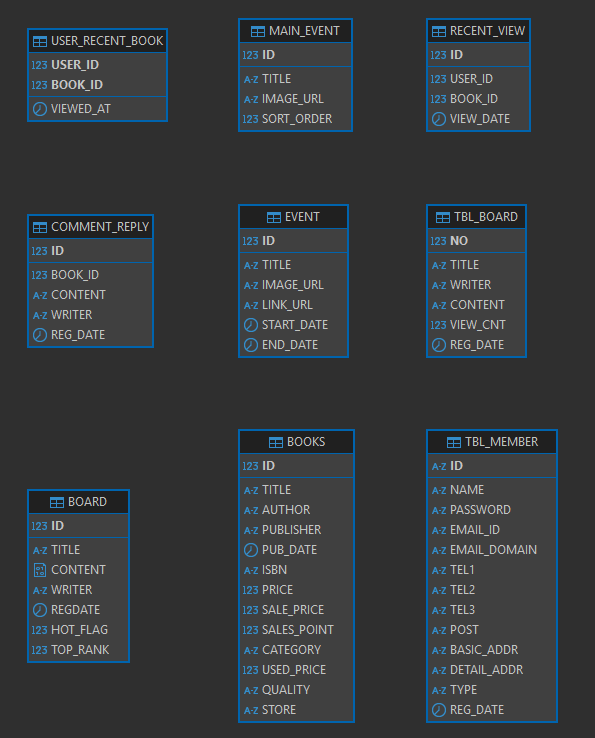 USER_RECENT_BOOK
123 USER_ID
123 BOOK_ID
VIEWED_AT
MAIN_EVENT
123 ID
A-Z TITLE
A-Z IMAGE_URL
123 SORT_ORDER
RECENT_VIEW
123 ID
123 USER_ID
123 BOOK_ID
VIEW_DATE
COMMENT_REPLY
123 ID
123 BOOK_ID
A-Z CONTENT
A-Z WRITER
REG_DATE
EVENT
123 ID
A-Z TITLE
A-Z IMAGE_URL
A-Z LINK_URL
START_DATE
END_DATE
TBL_BOARD
123 NO
A-Z TITLE
A-Z WRITER
A-Z CONTENT
123 VIEW_CNT
REG_DATE
BOARD
123 ID
A-Z TITLE
CONTENT
A-Z WRITER
REGDATE
123 HOT_FLAG
123 TOP_RANK
BOOKS
123 ID
A-Z TITLE
A-Z AUTHOR
A-Z PUBLISHER
PUB_DATE
A-Z ISBN
123 PRICE
123 SALE_PRICE
123 SALES_POINT
A-Z CATEGORY
123 USED_PRICE
A-Z QUALITY
A-Z STORE
TBL_MEMBER
A-Z ID
A-Z NAME
A-Z PASSWORD
A-Z EMAIL_ID
A-Z EMAIL_DOMAIN
A-Z TEL1
A-Z TEL2
A-Z TEL3
A-Z POST
A-Z BASIC_ADDR
A-Z DETAIL_ADDR
A-Z TYPE
REG_DATE